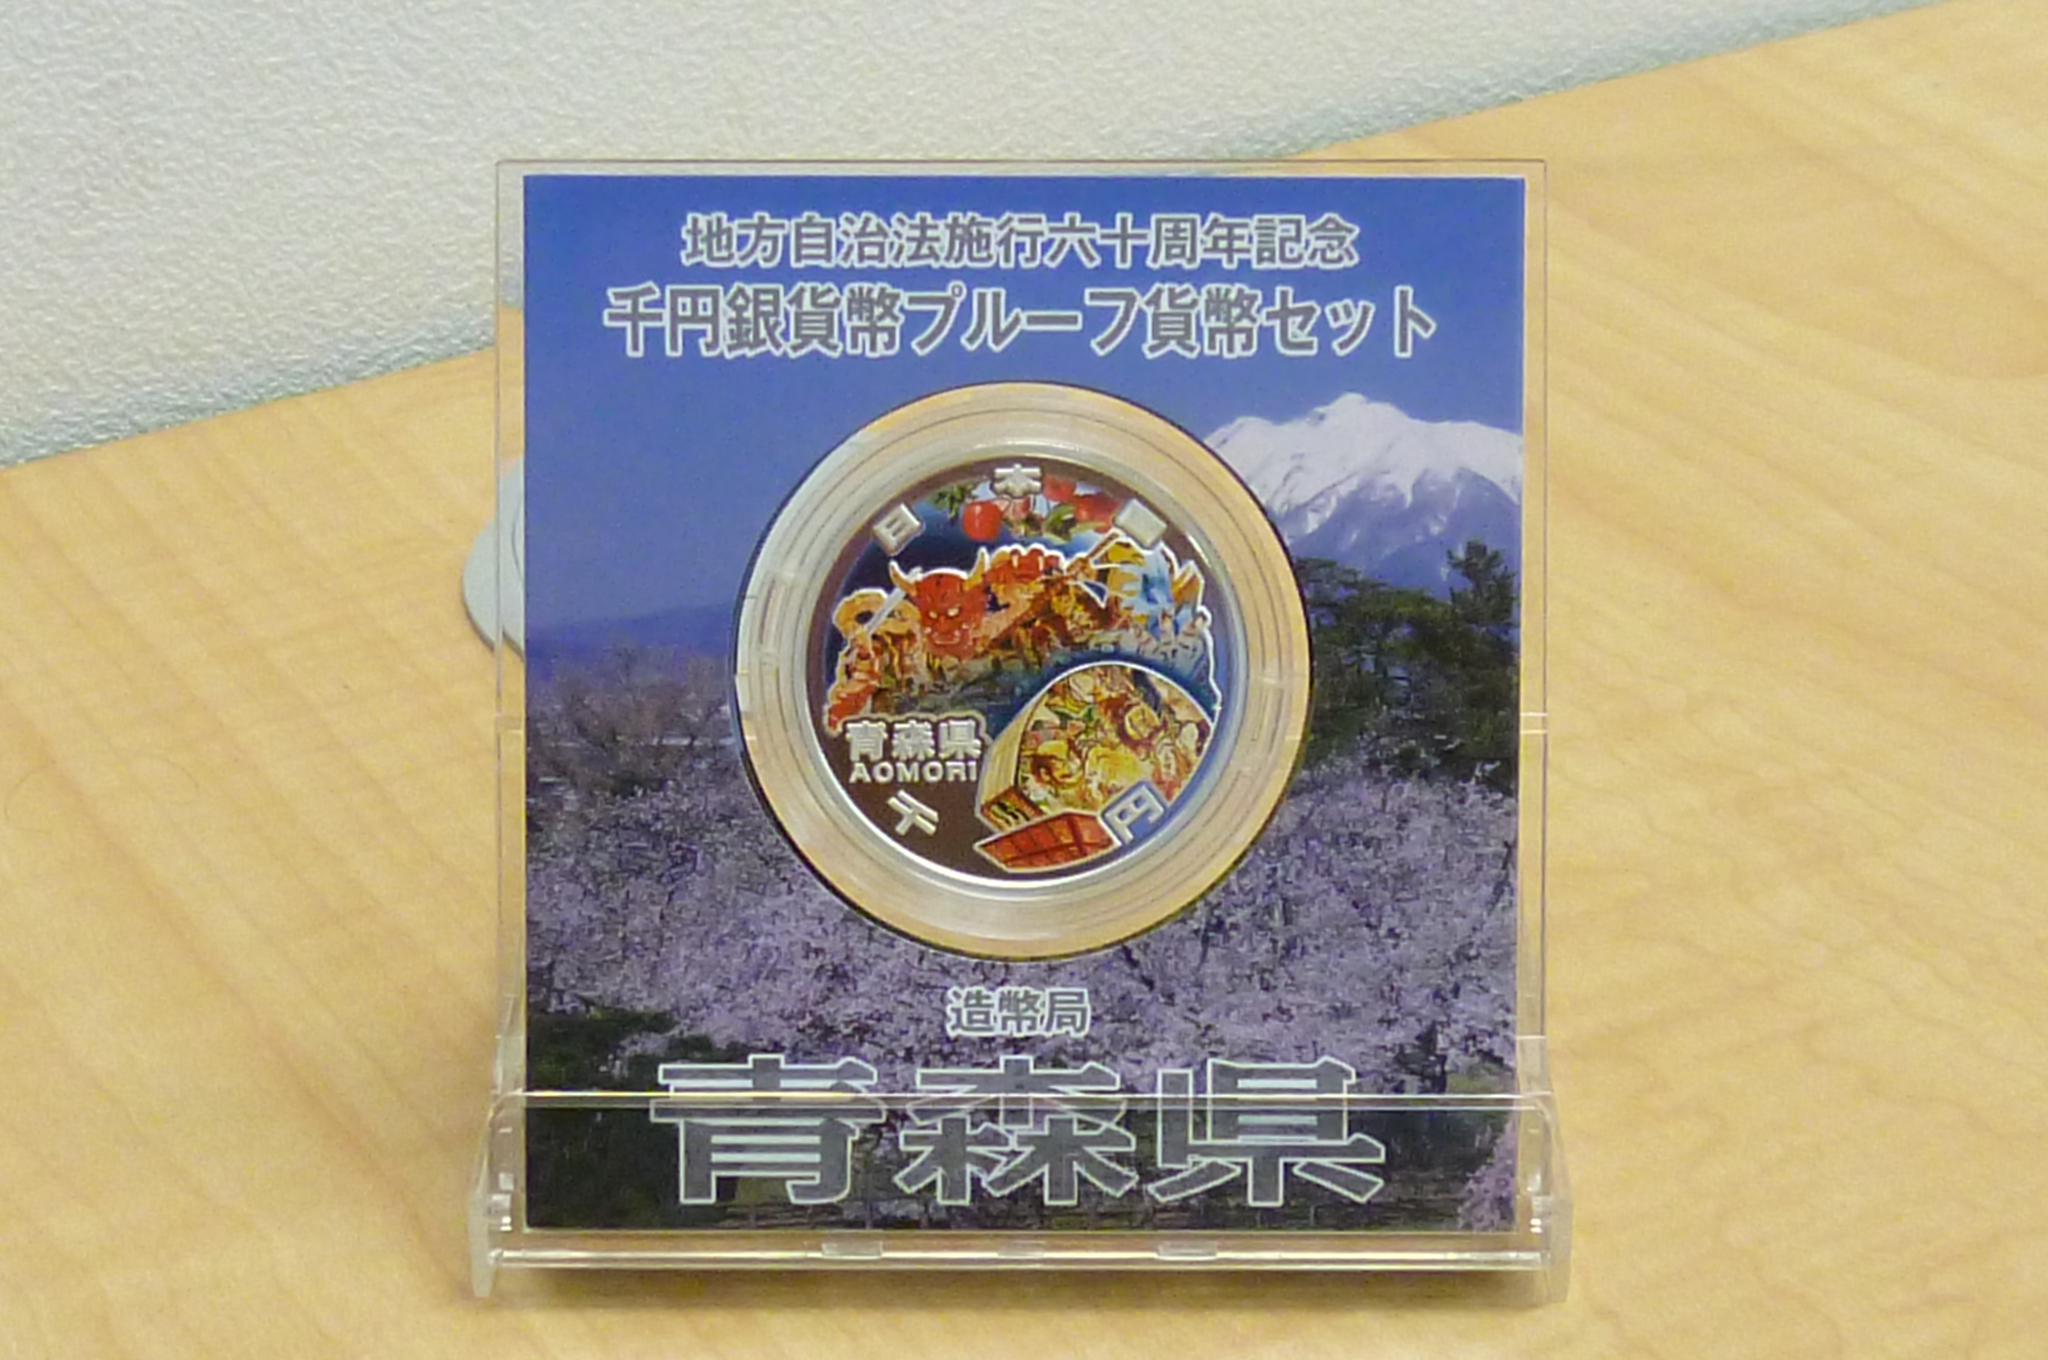 地方自治法施行六十周年記念
千円銀貨幣プルーフ貨幣セット
日本国
青森県
AOMORI
千円
造幣局
青森県